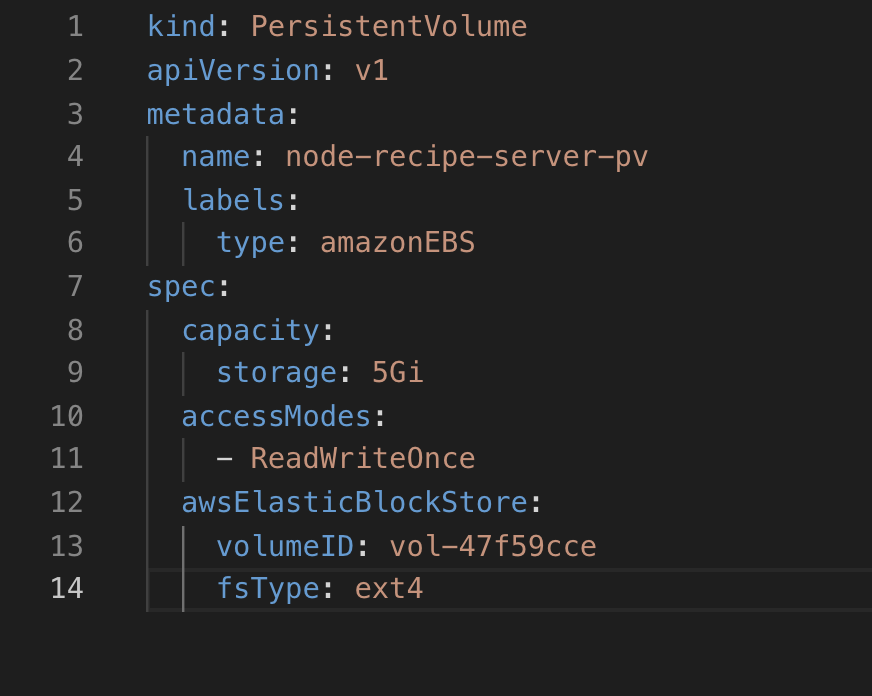 1 kind: PersistentVolume
2 apiVersion: v1
3 metadata:
4   name: node-recipe-server-pv
5   labels:
6     type: amazonEBS
7 spec:
8   capacity:
9     storage: 5Gi
10   accessModes:
11     - ReadWriteOnce
12   awsElasticBlockStore:
13     volumeID: vol-47f59cce
14     fsType: ext4